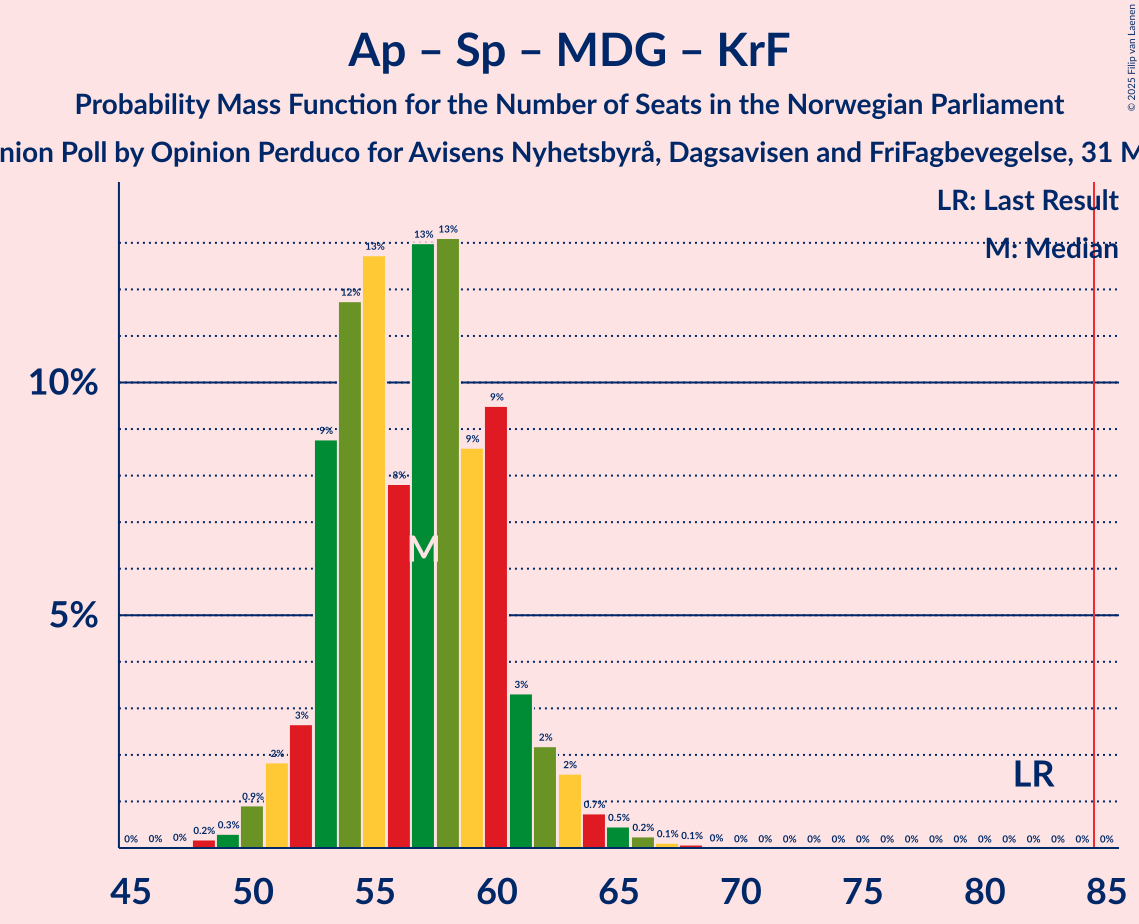 Ap – Sp – MDG – KrF
Probability Mass Function for the Number of Seats in the Norwegian Parliament
nion Poll by Opinion Perduco for Avisens Nyhetsbyrå, Dagsavisen and FriFagbevegelse, 31 M
© 2025 Filip van Laenen
LR: Last Result
M: Median
13% 13%
13%
12%
10%
9%
9%
9%
8%
M
5%
3%
3%
2%
2%
2%
LR
0.9%
0.7%
0.5%
0% 0% 0% 0.2% 0.3% 0.2% 0.1% 0.1% 0% 0% 0% 0% 0% 0% 0% 0% 0% 0% 0% 0% 0% 0% 0% 0% 0%
45 50 55 60 65 70 75 80 85